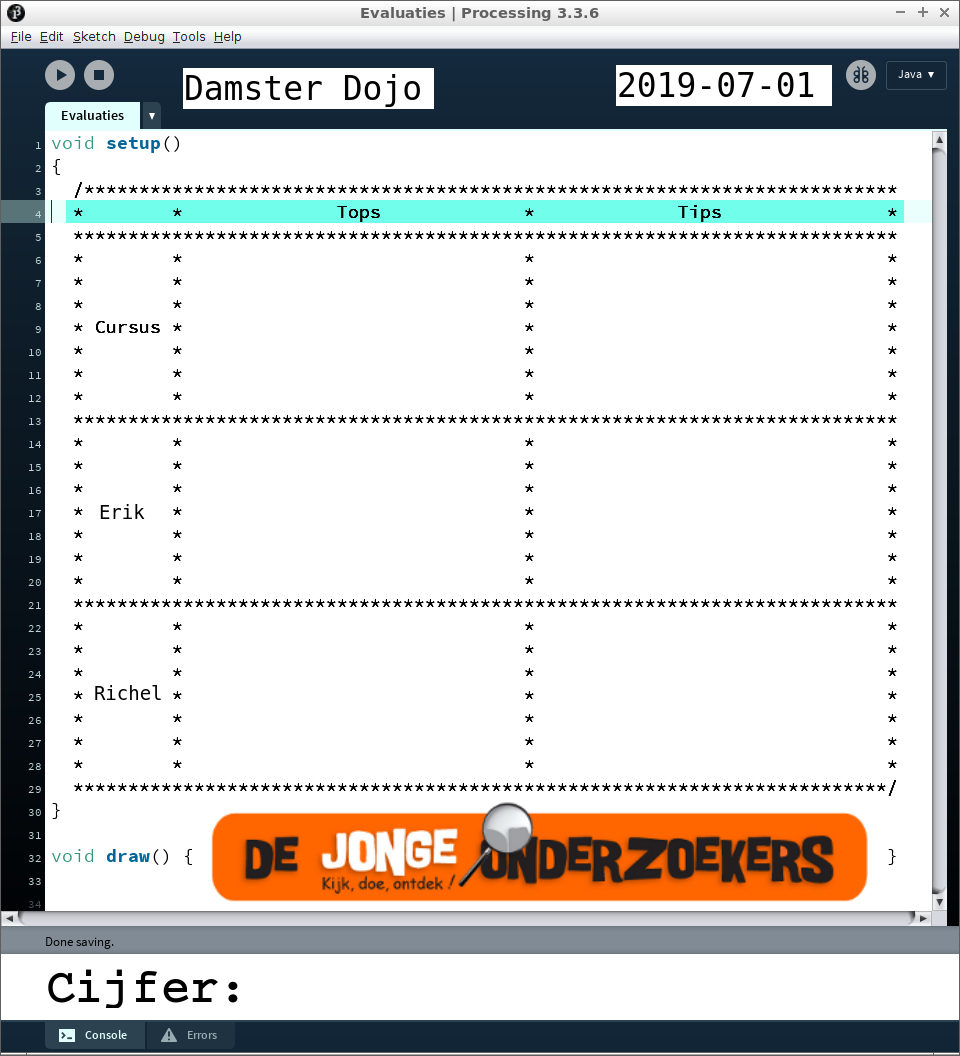 Evaluaties | Processing 3.3.6
File Edit Sketch Debug Tools Help
Damster Dojo 2019-07-01 Java ▼
Evaluaties ▼
1 void setup()
2 {
3   /**************************************************************************
4   *        *              Tops             *             Tips               *
5   ***************************************************************************
6   *        *                               *                                *
7   *        *                               *                                *
8   *        *                               *                                *
9   * Cursus *                               *                                *
10   *        *                               *                                *
11   *        *                               *                                *
12   *        *                               *                                *
13   ***************************************************************************
14   *        *                               *                                *
15   *        *                               *                                *
16   *        *                               *                                *
17   *  Erik  *                               *                                *
18   *        *                               *                                *
19   *        *                               *                                *
20   *        *                               *                                *
21   ***************************************************************************
22   *        *                               *                                *
23   *        *                               *                                *
24   *        *                               *                                *
25   * Richel *                               *                                *
26   *        *                               *                                *
27   *        *                               *                                *
28   *        *                               *                                *
29   **************************************************************************/
30 }
31
32 void draw() { }
33
34
DE JONGE ONDERZOEKERS
Kijk, doe, ontdek !
Done saving.
Cijfer:
Console Errors